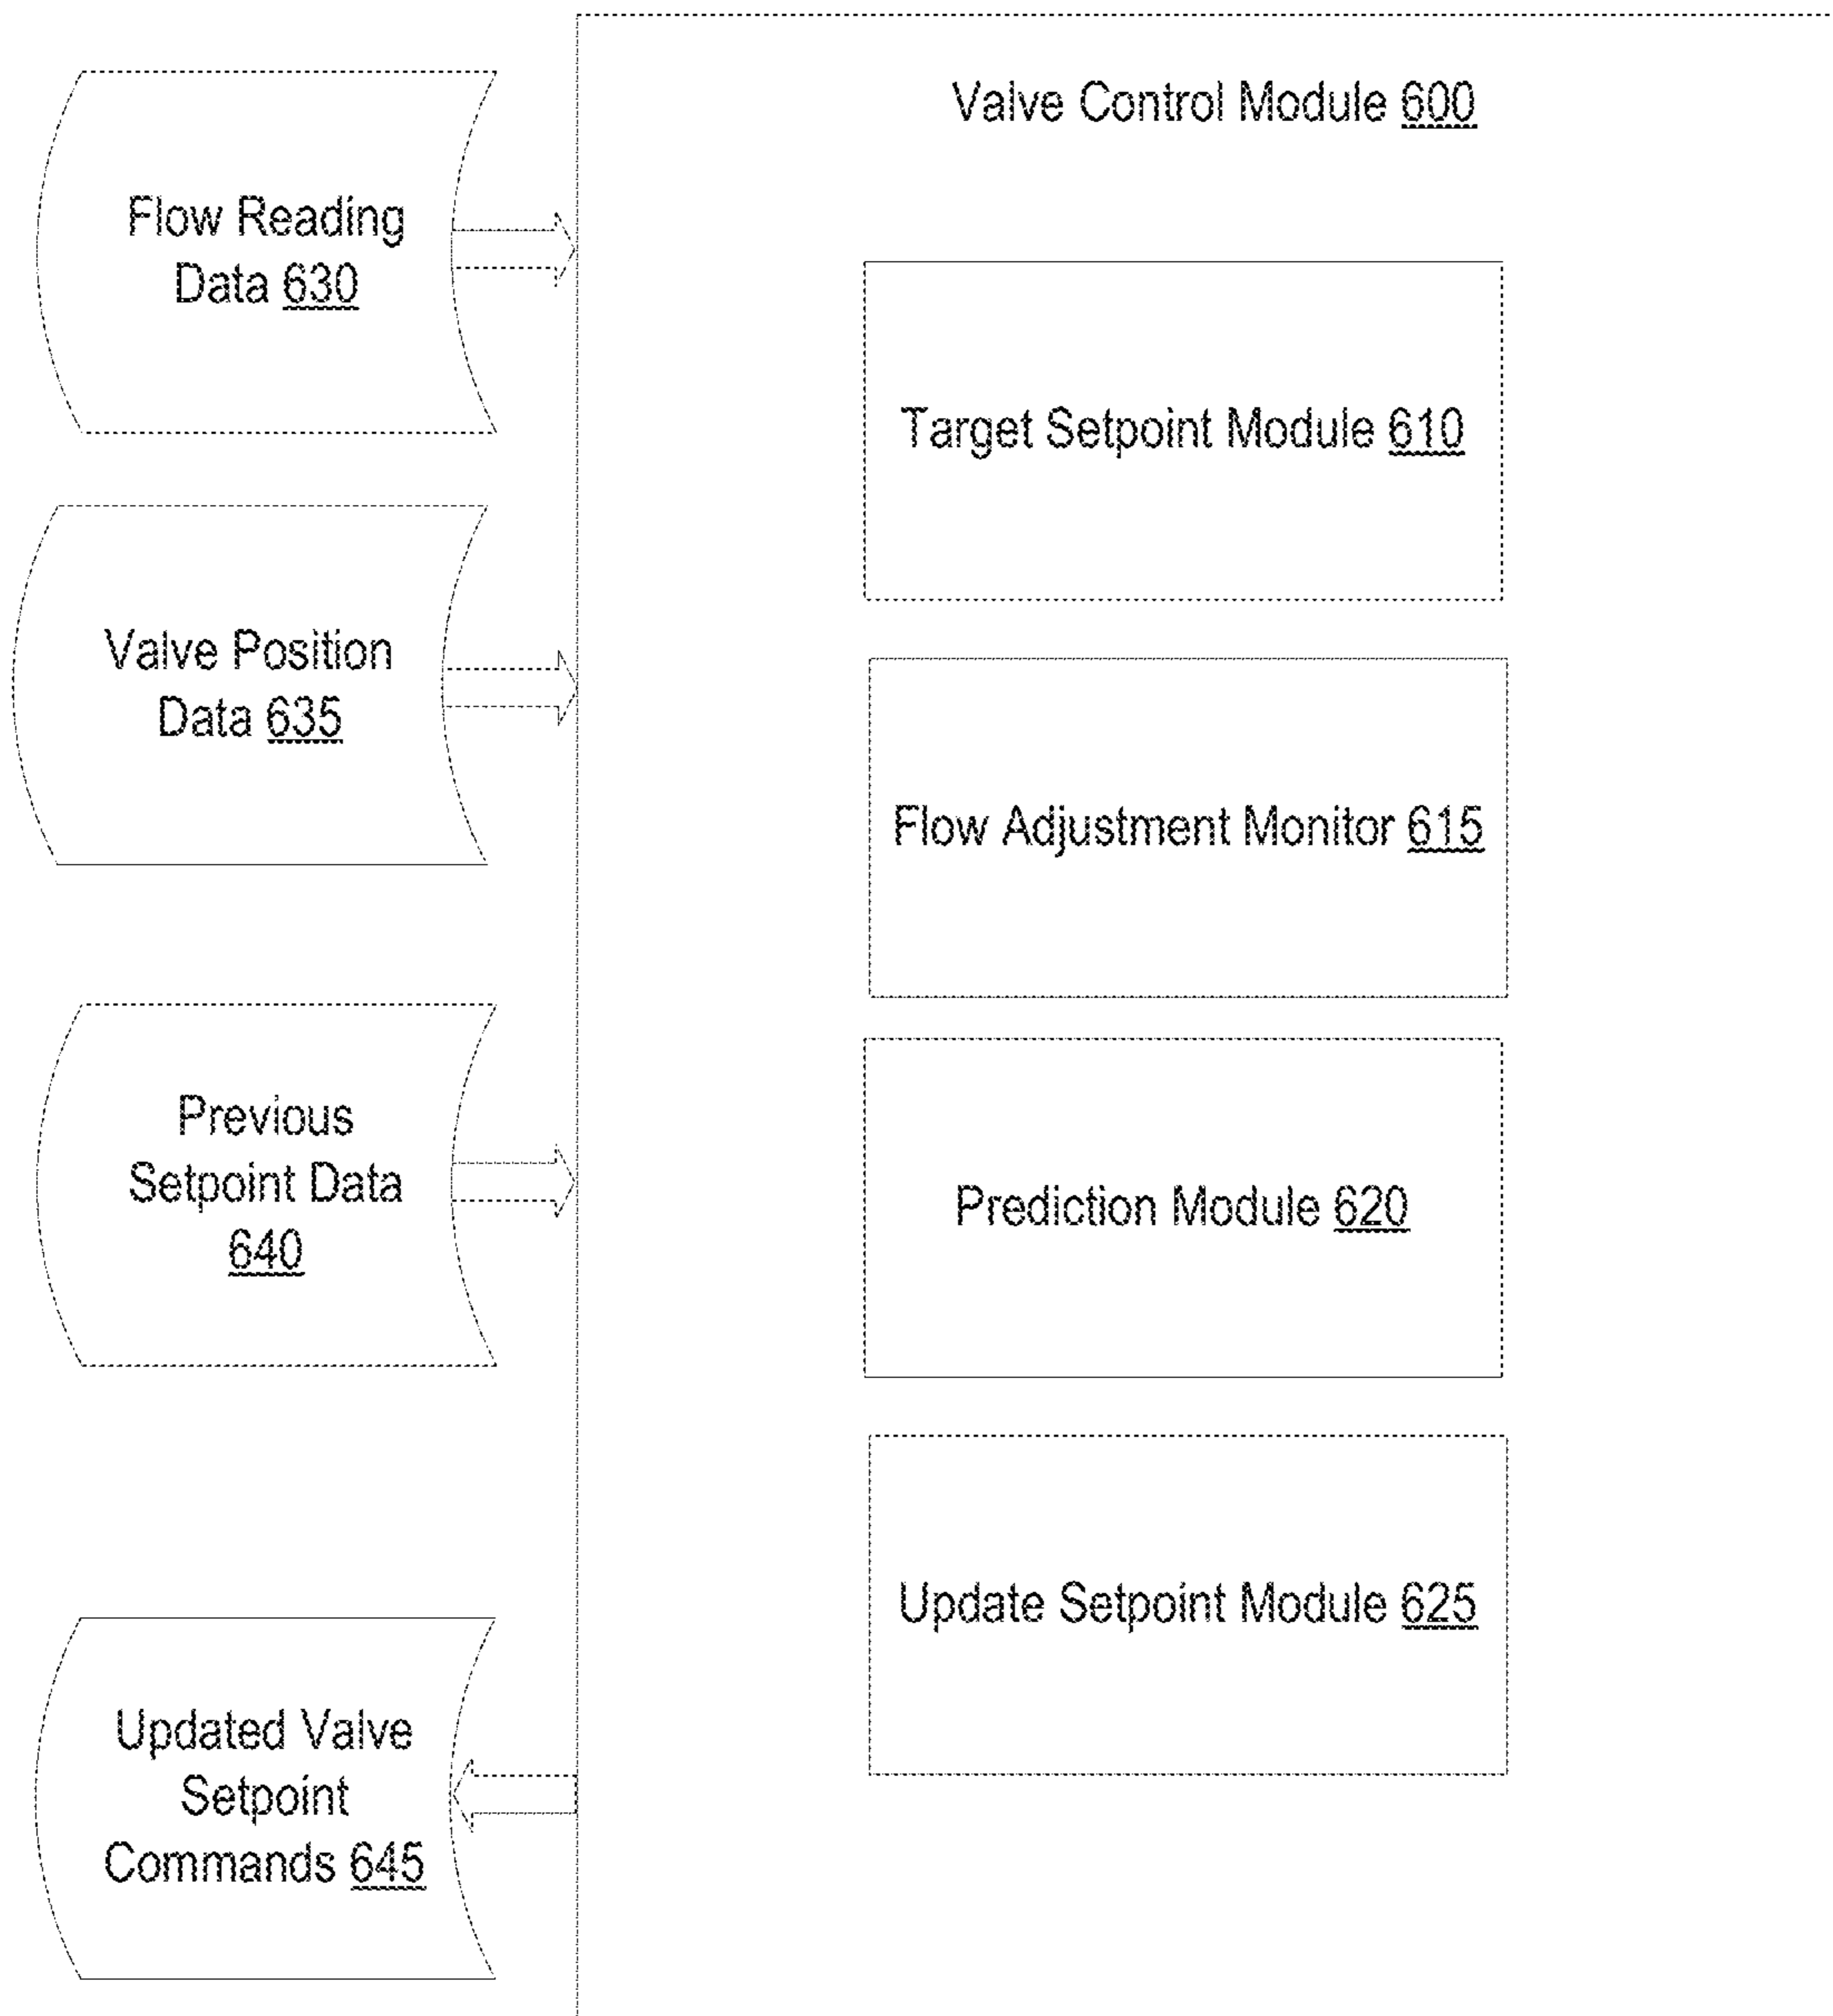 Valve Control Module 600
Flow Reading
Data 630
Valve Position
Data 635
Previous
Setpoint Data
640
Updated Valve
Setpoint
Commands 645
Target Setpoint Module 610
Flow Adjustment Monitor 615
Prediction Module 620
Update Setpoint Module 625